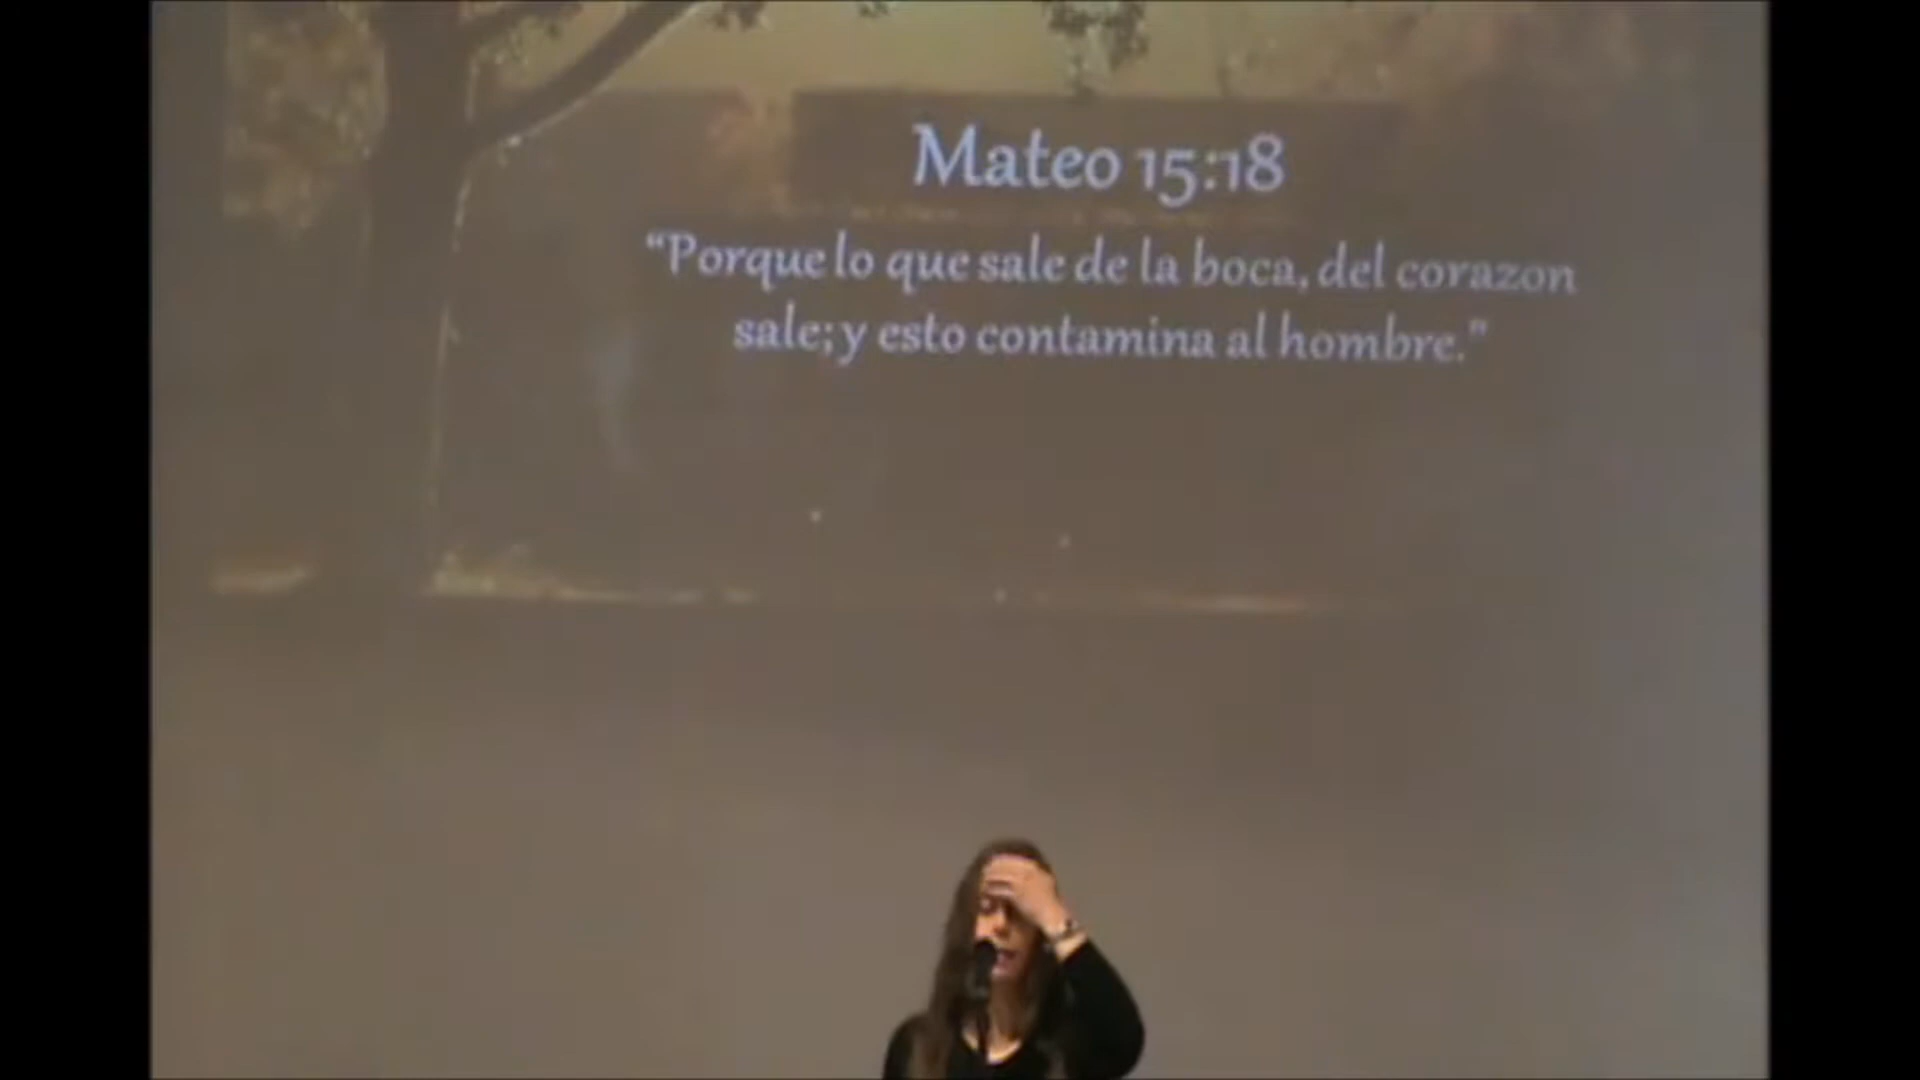 Mateo 15:18
“Porque lo que sale de la boca, del corazon
sale; y esto contamina al hombre.”